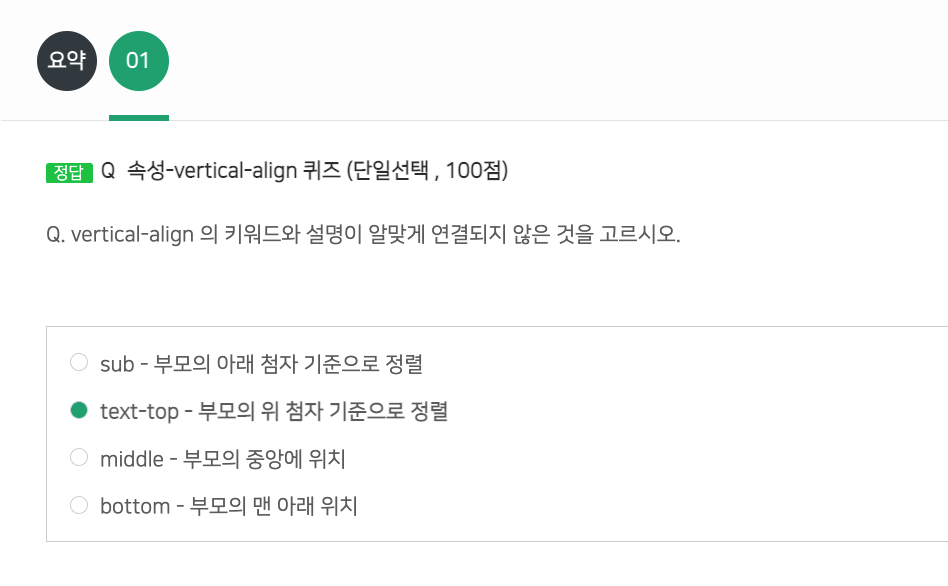 요약 01
정답 Q 속성-vertical-align 퀴즈 (단일선택 , 100점)
Q. vertical-align 의 키워드와 설명이 알맞게 연결되지 않은 것을 고르시오.
sub - 부모의 아래 첨자 기준으로 정렬
text-top - 부모의 위 첨자 기준으로 정렬
middle - 부모의 중앙에 위치
bottom - 부모의 맨 아래 위치